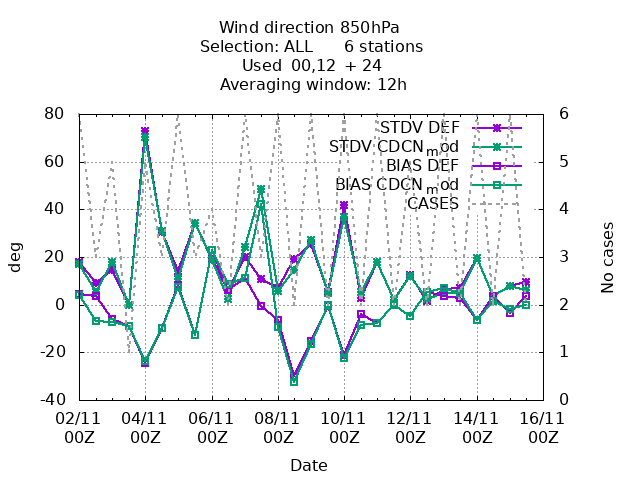 Wind direction 850hPa
Selection: ALL 6 stations
Used 00,12 + 24
Averaging window: 12h
80
60
40
20
0
-20
-40
6
5
4
3
2
1
0
deg
No cases
STDV DEF
STDV CDCN_mod
BIAS DEF
BIAS CDCN_mod
CASES
02/11 04/11 06/11 08/11 10/11 12/11 14/11 16/11
00Z 00Z 00Z 00Z 00Z 00Z 00Z 00Z
Date